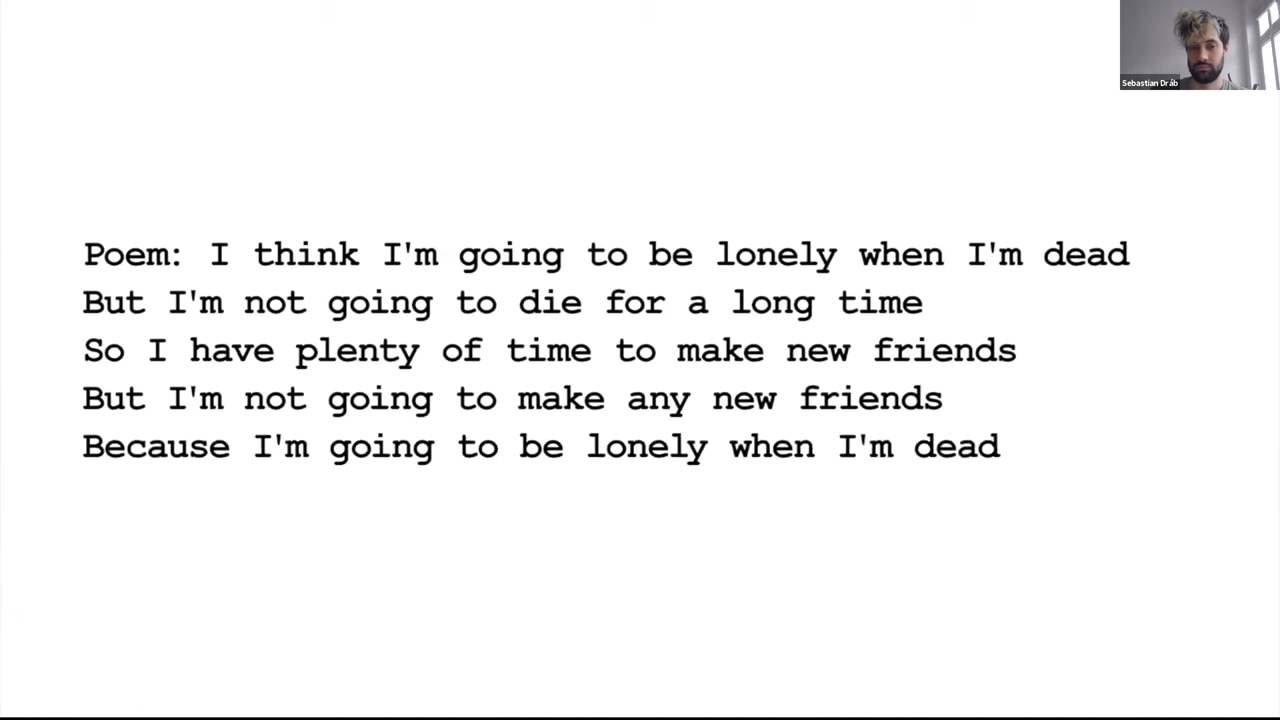 Sebastian Dráb
Poem: I think I'm going to be lonely when I'm dead
But I'm not going to die for a long time
So I have plenty of time to make new friends
But I'm not going to make any new friends
Because I'm going to be lonely when I'm dead